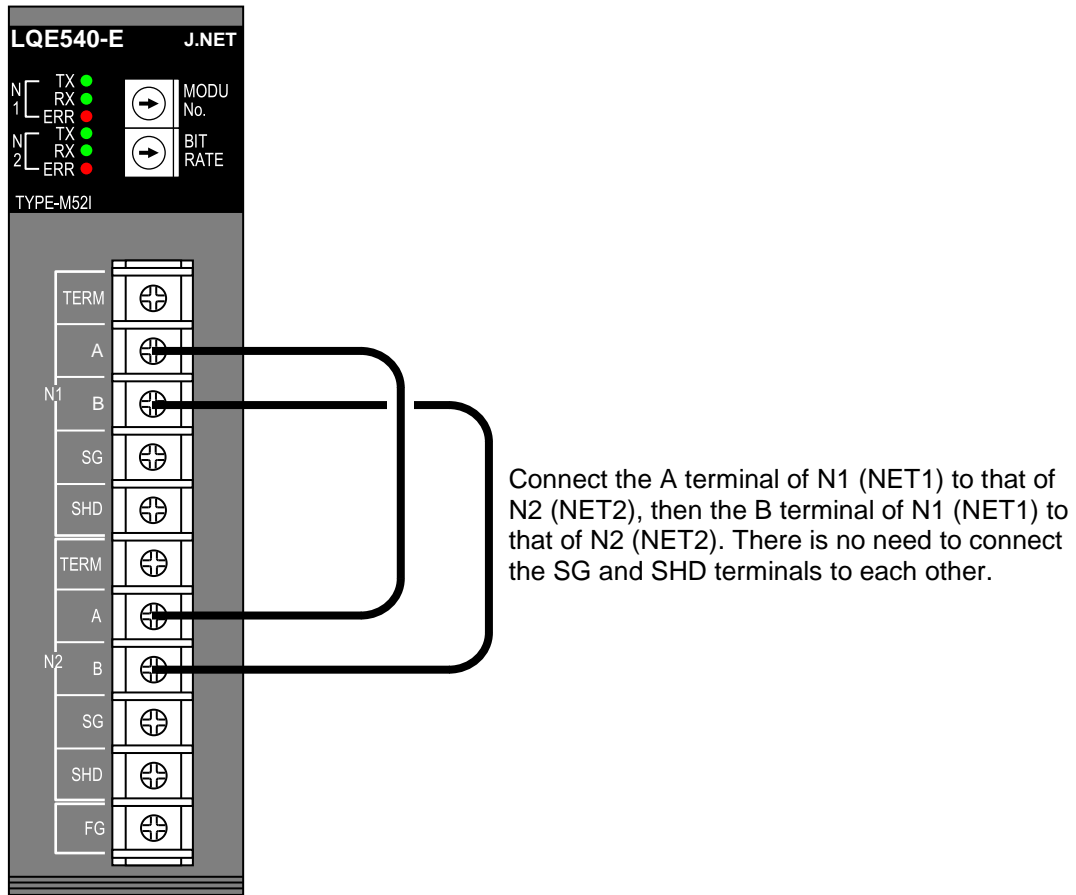 LQE540-E J.NET
N1 TX
RX
ERR
N2 TX
RX
ERR
MODU
No.
BIT
RATE
TYPE-M52I
N1
TERM
A
B
SG
SHD
N2
TERM
A
B
SG
SHD
FG
Connect the A terminal of N1 (NET1) to that of
N2 (NET2), then the B terminal of N1 (NET1) to
that of N2 (NET2). There is no need to connect
the SG and SHD terminals to each other.